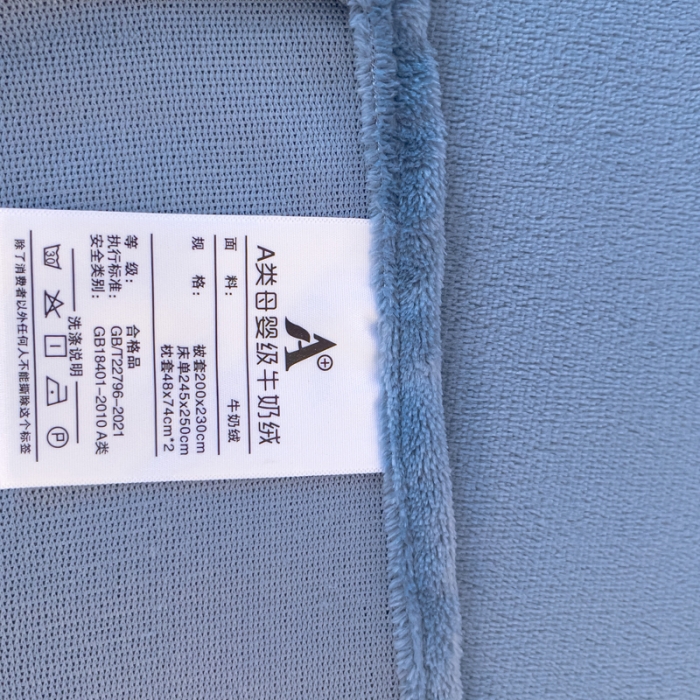 A+
A类母婴级牛奶绒
面 料： 牛奶绒
规 格： 被套200x230cm
床单245x250cm
枕套48x74cm*2
等 级： 合格品
执行标准： GB/T22796-2021
安全类别： GB18401-2010 A类
洗涤说明
30 P
除了消费者以外任何人不能撕除这个标签